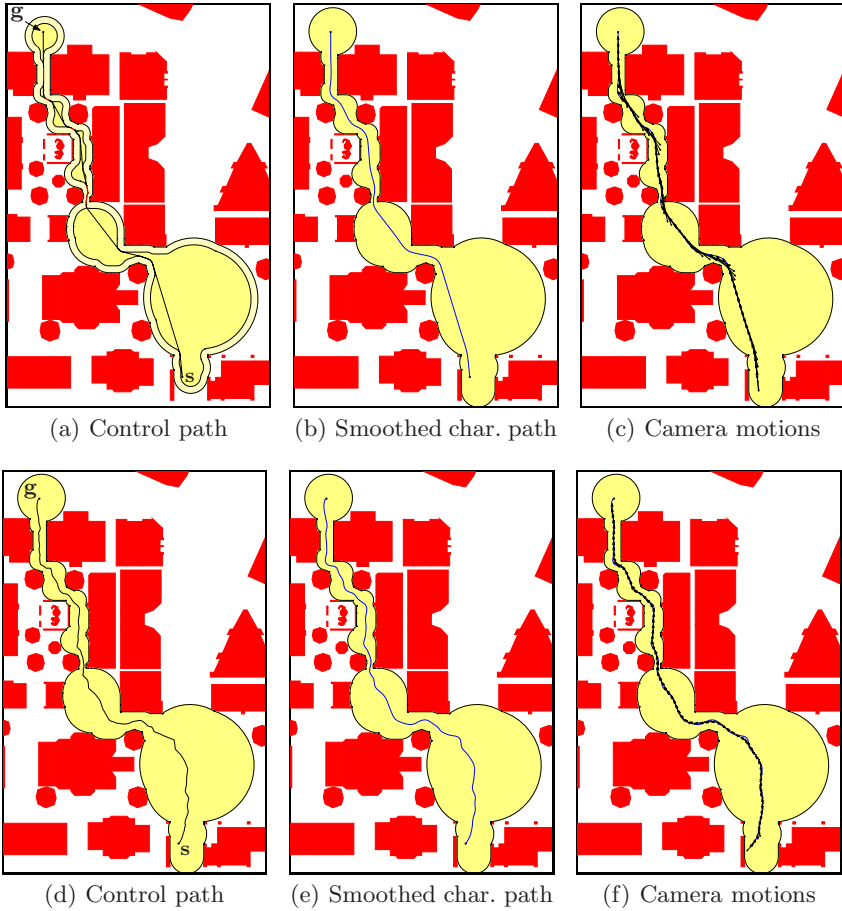 g
s
(a) Control path
(b) Smoothed char. path
(c) Camera motions
g
s
(d) Control path
(e) Smoothed char. path
(f) Camera motions